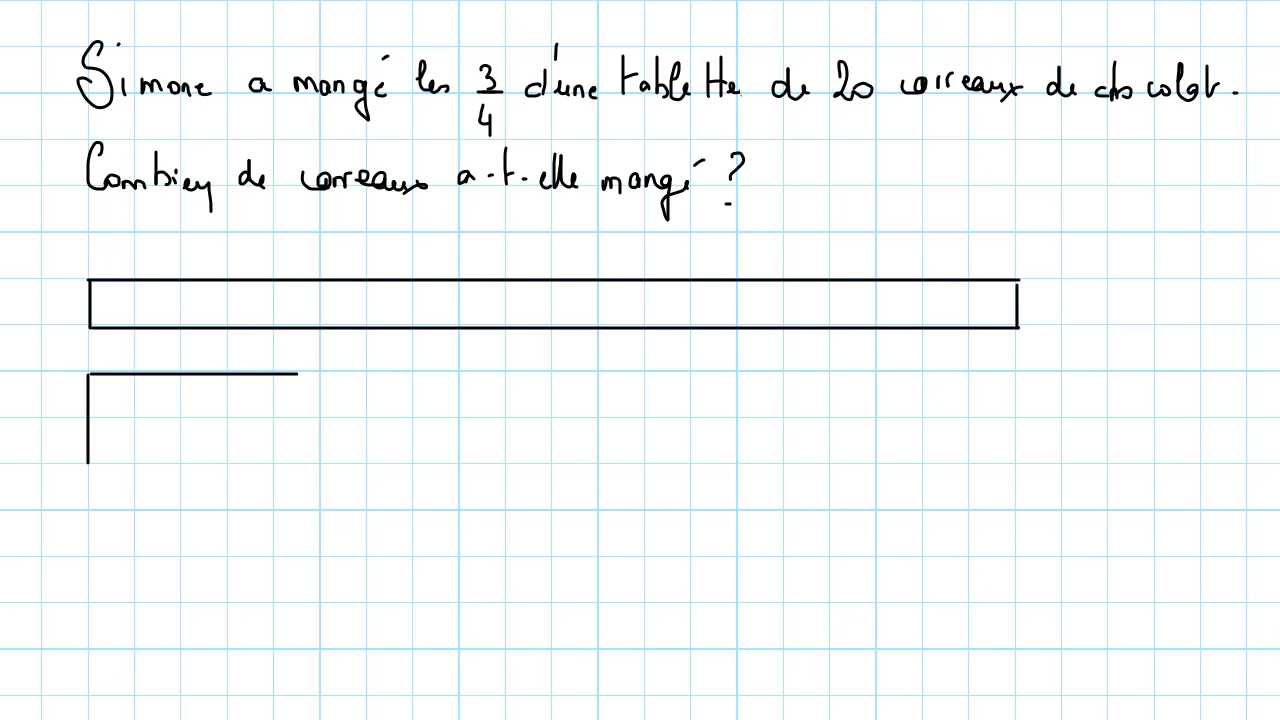 Simone a mangé les 3/4 d'une tablette de 20 carreaux de chocolat.
Combien de carreaux a-t-elle mangé ?